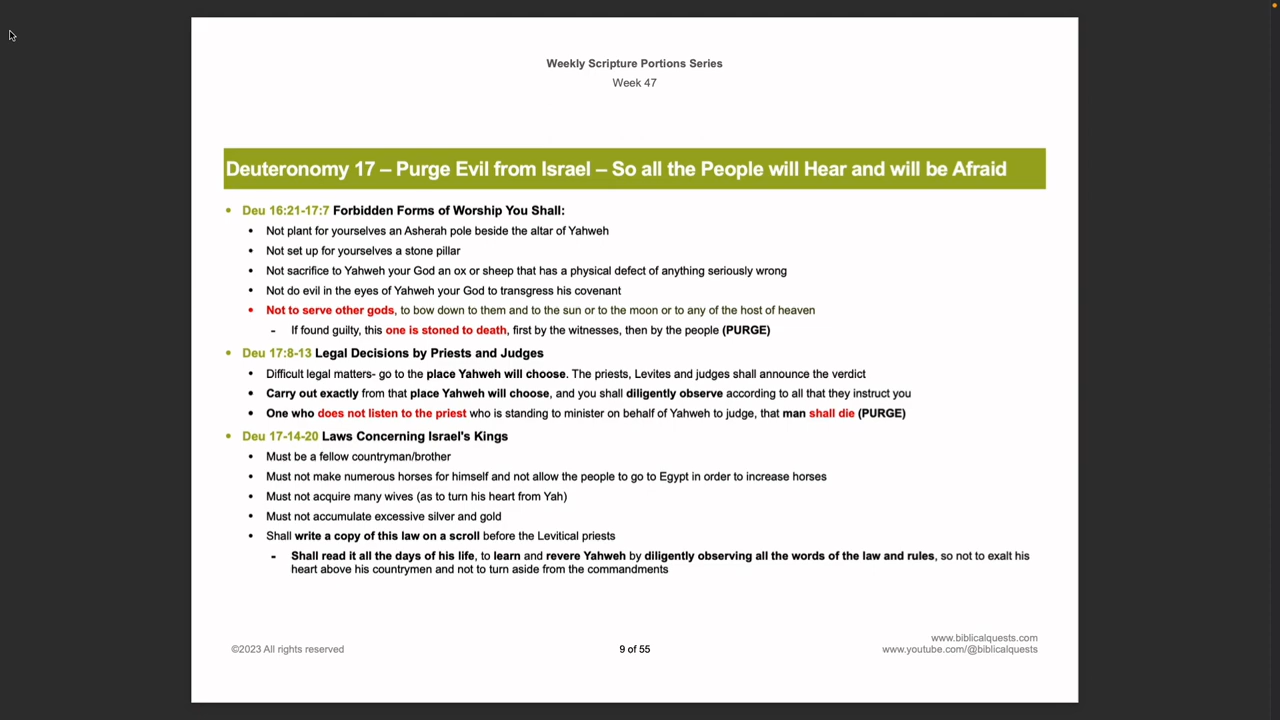 Weekly Scripture Portions Series
Week 47
Deuteronomy 17 – Purge Evil from Israel – So all the People will Hear and will be Afraid
• Deu 16:21-17:7 Forbidden Forms of Worship You Shall:
• Not plant for yourselves an Asherah pole beside the altar of Yahweh
• Not set up for yourselves a stone pillar
• Not sacrifice to Yahweh your God an ox or sheep that has a physical defect of anything seriously wrong
• Not do evil in the eyes of Yahweh your God to transgress his covenant
• Not to serve other gods, to bow down to them and to the sun or to the moon or to any of the host of heaven
- If found guilty, this one is stoned to death, first by the witnesses, then by the people (PURGE)
• Deu 17:8-13 Legal Decisions by Priests and Judges
• Difficult legal matters- go to the place Yahweh will choose. The priests, Levites and judges shall announce the verdict
• Carry out exactly from that place Yahweh will choose, and you shall diligently observe according to all that they instruct you
• One who does not listen to the priest who is standing to minister on behalf of Yahweh to judge, that man shall die (PURGE)
• Deu 17-14-20 Laws Concerning Israel's Kings
• Must be a fellow countryman/brother
• Must not make numerous horses for himself and not allow the people to go to Egypt in order to increase horses
• Must not acquire many wives (as to turn his heart from Yah)
• Must not accumulate excessive silver and gold
• Shall write a copy of this law on a scroll before the Levitical priests
- Shall read it all the days of his life, to learn and revere Yahweh by diligently observing all the words of the law and rules, so not to exalt his
heart above his countrymen and not to turn aside from the commandments
©2023 All rights reserved
9 of 55
www.biblicalquests.com
www.youtube.com/@biblicalquests